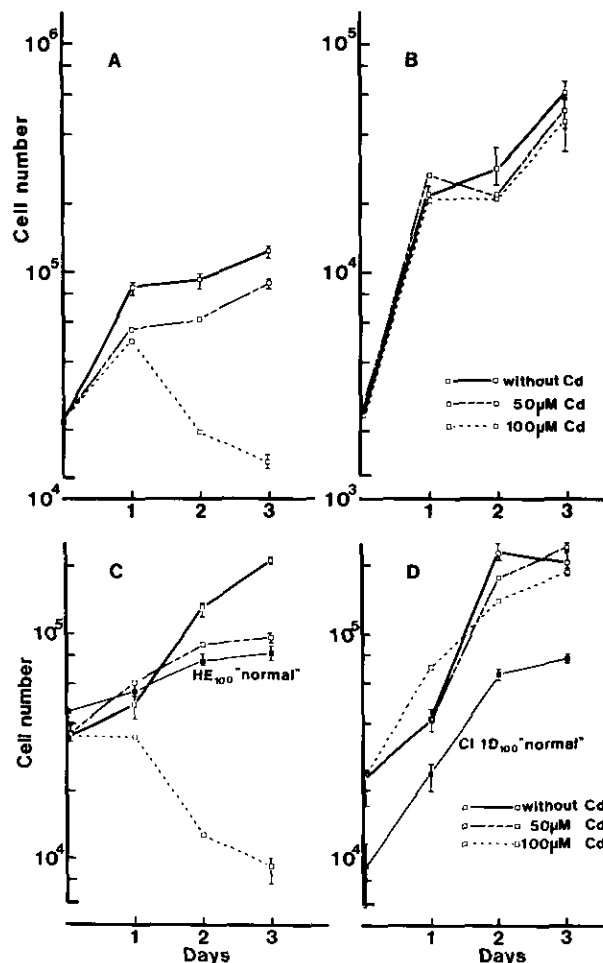 A
B
10⁶
10⁵
10⁴
Cell number
1 2 3
10⁵
10⁴
10³
without Cd
50µM Cd
100µM Cd
1 2 3
C
D
10⁵
10⁴
Cell number
HE₁₀₀ "normal"
1 2 3
Days
10⁵
10⁴
Cl 1D₁₀₀ "normal"
without Cd
50µM Cd
100µM Cd
1 2 3
Days